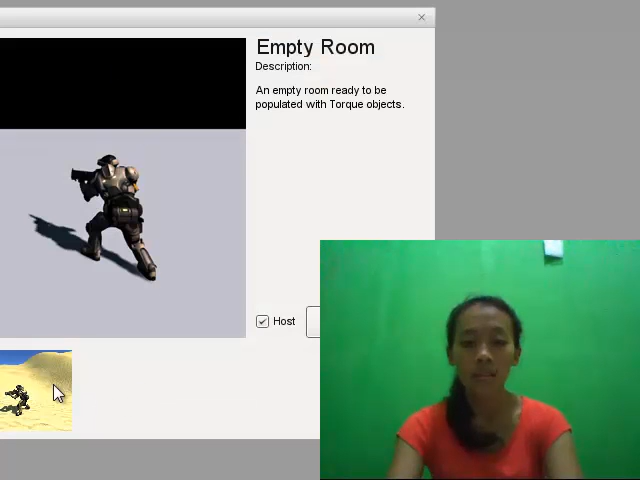 Empty Room
Description:
An empty room ready to be
populated with Torque objects.
Host